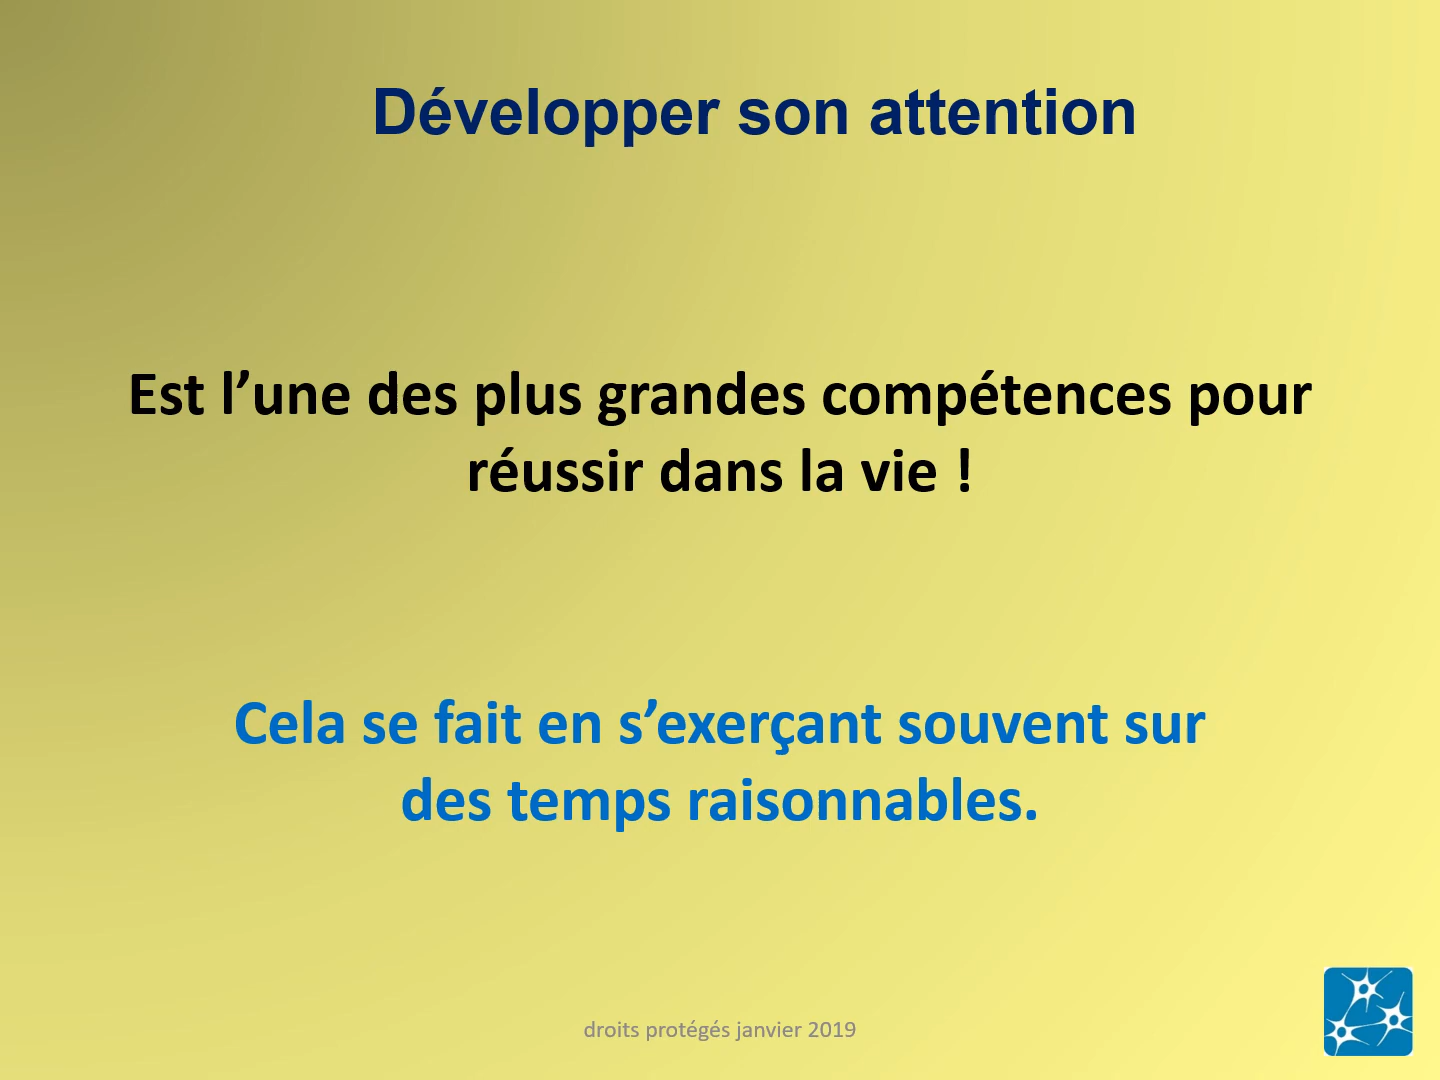 Développer son attention
Est l’une des plus grandes compétences pour
réussir dans la vie !
Cela se fait en s’exerçant souvent sur
des temps raisonnables.
droits protégés janvier 2019